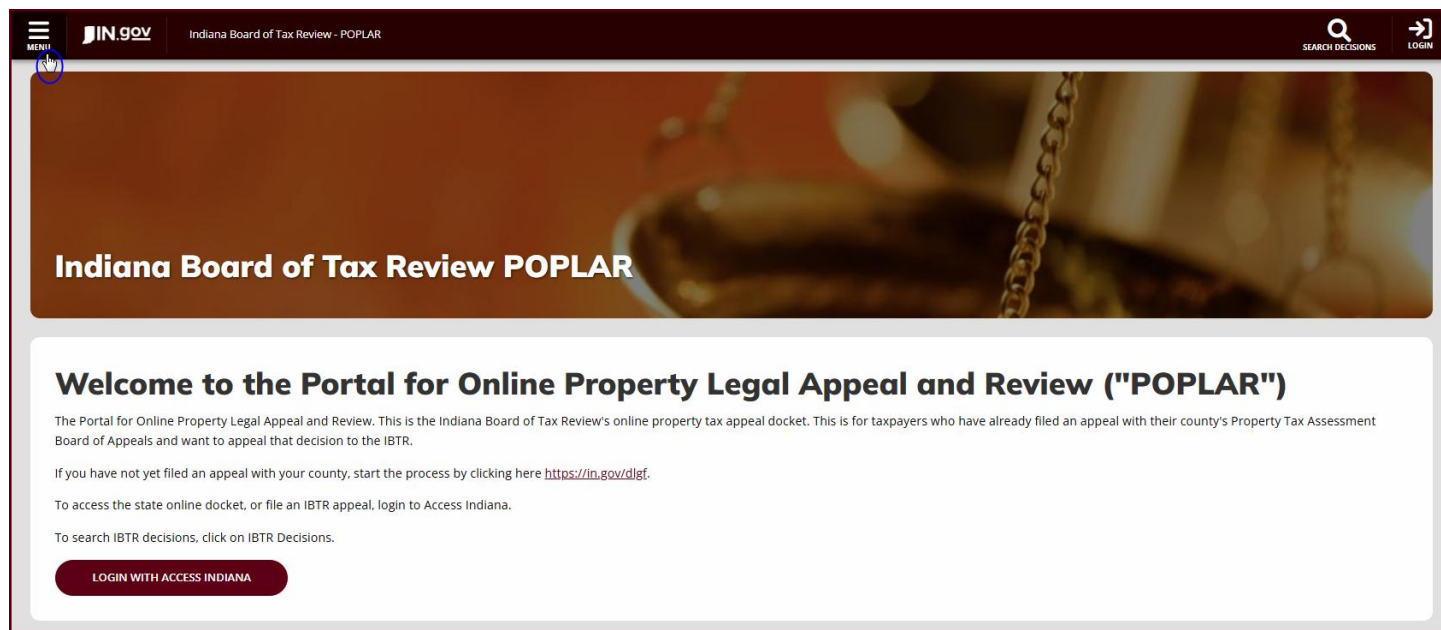 MENU
IN.gov
Indiana Board of Tax Review - POPLAR
SEARCH DECISIONS
LOGIN
Indiana Board of Tax Review POPLAR
Welcome to the Portal for Online Property Legal Appeal and Review ("POPLAR")
The Portal for Online Property Legal Appeal and Review. This is the Indiana Board of Tax Review's online property tax appeal docket. This is for taxpayers who have already filed an appeal with their county's Property Tax Assessment
Board of Appeals and want to appeal that decision to the IBTR.
If you have not yet filed an appeal with your county, start the process by clicking here https://in.gov/dlgf.
To access the state online docket, or file an IBTR appeal, login to Access Indiana.
To search IBTR decisions, click on IBTR Decisions.
LOGIN WITH ACCESS INDIANA